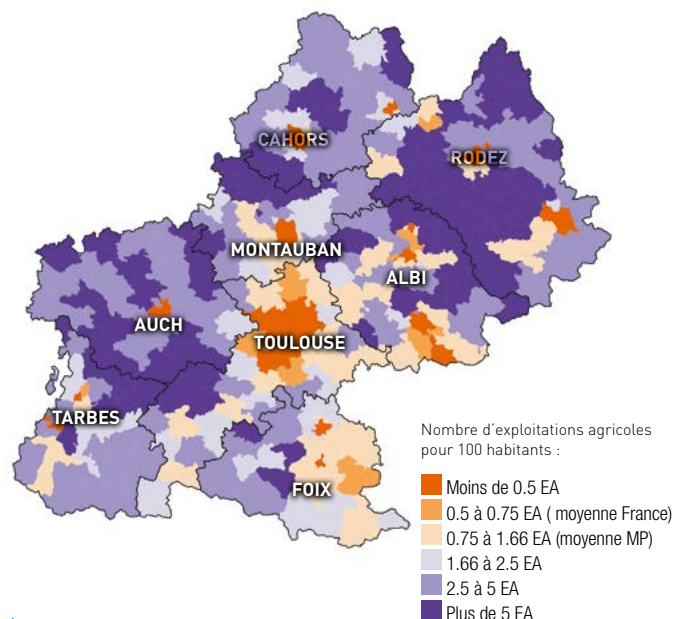 CAHORS
RODEZ
MONTAUBAN
ALBI
AUCH
TOULOUSE
TARBES
FOIX
Nombre d'exploitations agricoles
pour 100 habitants :
Moins de 0.5 EA
0.5 à 0.75 EA ( moyenne France)
0.75 à 1.66 EA (moyenne MP)
1.66 à 2.5 EA
2.5 à 5 EA
Plus de 5 EA